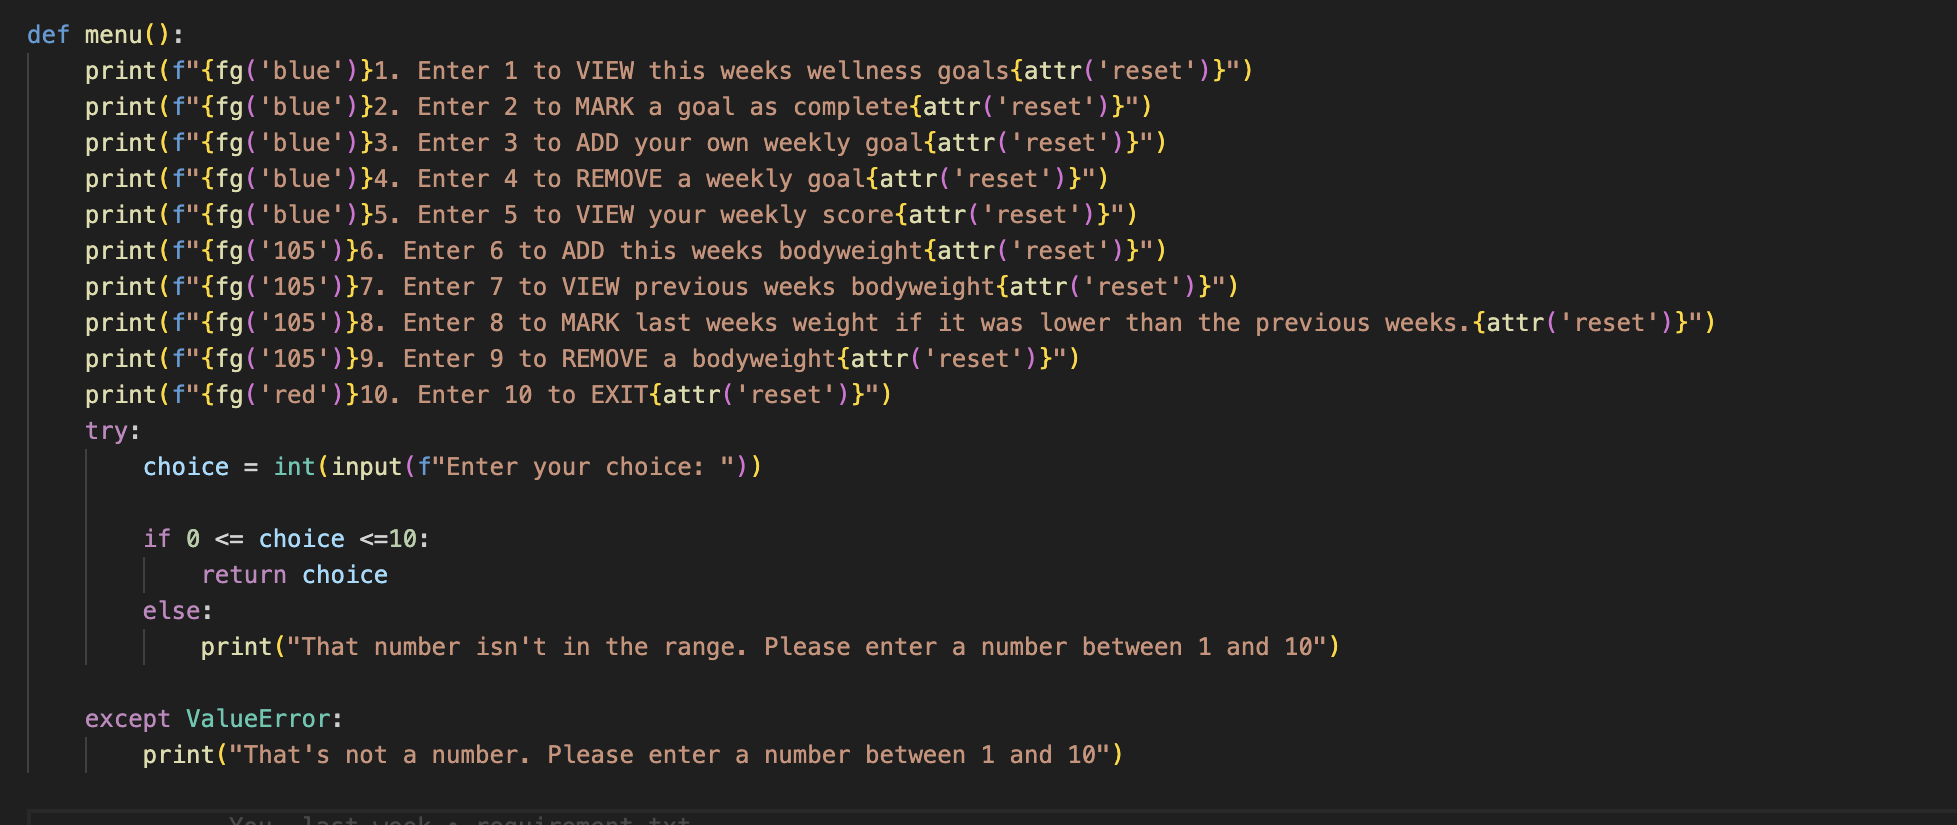 def menu():
    print(f"{fg('blue')}1. Enter 1 to VIEW this weeks wellness goals{attr('reset')}")
    print(f"{fg('blue')}2. Enter 2 to MARK a goal as complete{attr('reset')}")
    print(f"{fg('blue')}3. Enter 3 to ADD your own weekly goal{attr('reset')}")
    print(f"{fg('blue')}4. Enter 4 to REMOVE a weekly goal{attr('reset')}")
    print(f"{fg('blue')}5. Enter 5 to VIEW your weekly score{attr('reset')}")
    print(f"{fg('105')}6. Enter 6 to ADD this weeks bodyweight{attr('reset')}")
    print(f"{fg('105')}7. Enter 7 to VIEW previous weeks bodyweight{attr('reset')}")
    print(f"{fg('105')}8. Enter 8 to MARK last weeks weight if it was lower than the previous weeks.{attr('reset')}")
    print(f"{fg('105')}9. Enter 9 to REMOVE a bodyweight{attr('reset')}")
    print(f"{fg('red')}10. Enter 10 to EXIT{attr('reset')}")
    try:
        choice = int(input(f"Enter your choice: "))
        if 0 <= choice <=10:
            return choice
        else:
            print("That number isn't in the range. Please enter a number between 1 and 10")
    except ValueError:
        print("That's not a number. Please enter a number between 1 and 10")
You, last week • requirement.txt